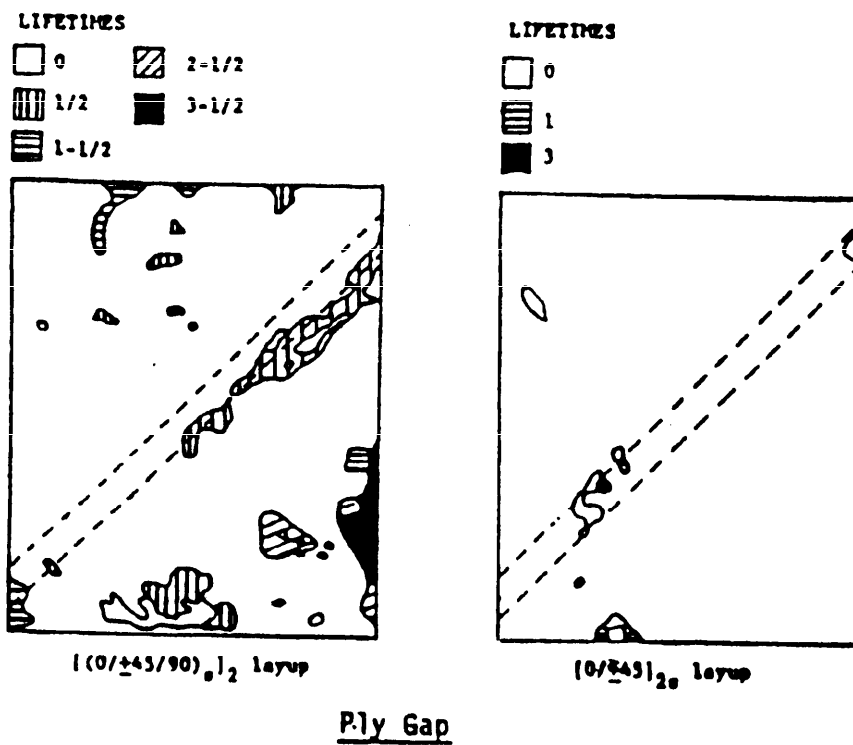 LIFETIMES
0
2-1/2
1/2
3-1/2
1-1/2
[(0/±45/90)s]2 layup
LIFETIMES
0
1
3
[0/∓45]2s layup
Ply Gap